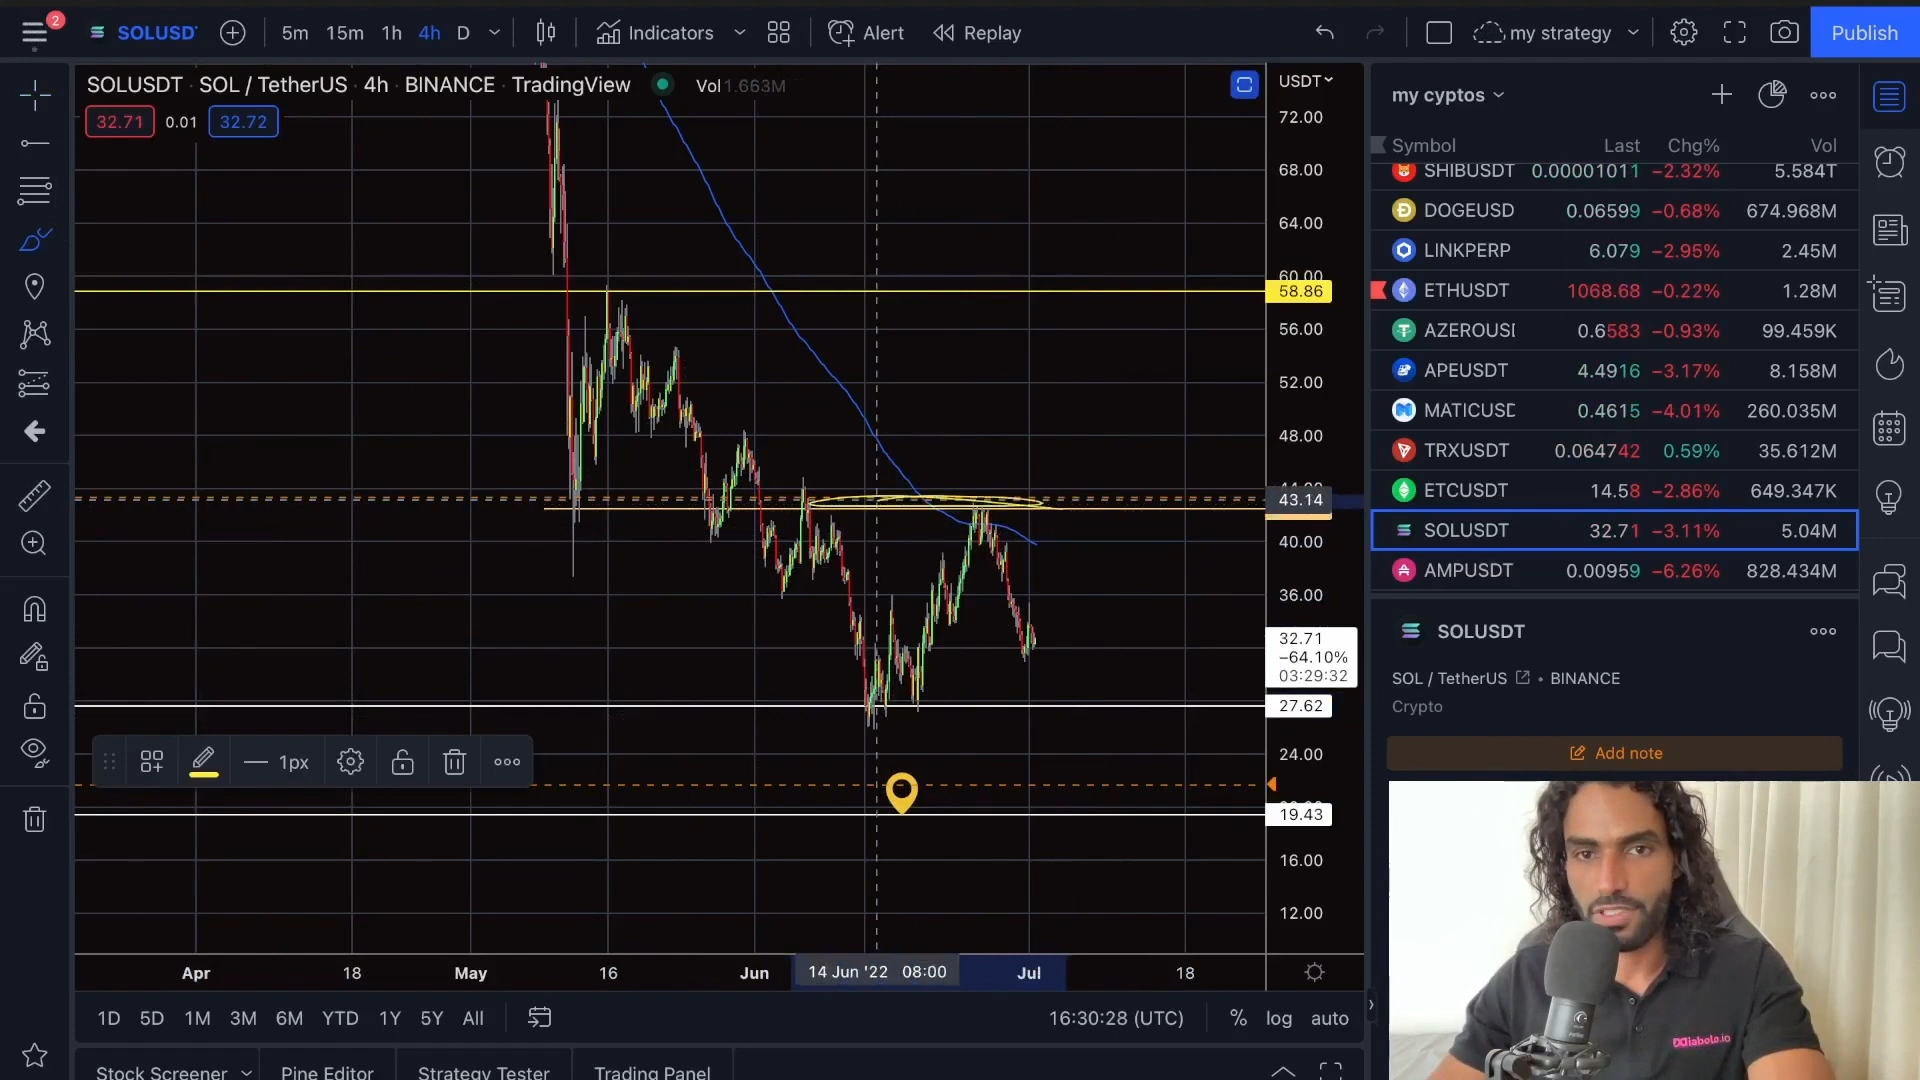 2
SOLUSD
5m 15m 1h 4h D
Indicators
Alert
Replay
my strategy
Publish
SOLUSDT · SOL / TetherUS · 4h · BINANCE · TradingView
Vol 1.663M
32.71 0.01 32.72
USDT
72.00
68.00
64.00
60.00
58.86
56.00
52.00
48.00
43.14
40.00
36.00
32.71
−64.10%
03:29:32
27.62
24.00
19.43
16.00
12.00
1px
Apr 18 May 16 Jun 14 Jun '22 08:00 Jul 18
1D 5D 1M 3M 6M YTD 1Y 5Y All
16:30:28 (UTC) % log auto
Stock Screener Pine Editor Strategy Tester Trading Panel
my cyptos
Symbol Last Chg% Vol
SHIBUSDT 0.00001011 −2.32% 5.584T
DOGEUSD 0.06599 −0.68% 674.968M
LINKPERP 6.079 −2.95% 2.45M
ETHUSDT 1068.68 −0.22% 1.28M
AZEROUSI 0.6583 −0.93% 99.459K
APEUSDT 4.4916 −3.17% 8.158M
MATICUSD 0.4615 −4.01% 260.035M
TRXUSDT 0.064742 0.59% 35.612M
ETCUSDT 14.58 −2.86% 649.347K
SOLUSDT 32.71 −3.11% 5.04M
AMPUSDT 0.00959 −6.26% 828.434M
SOLUSDT
SOL / TetherUS • BINANCE
Crypto
Add note